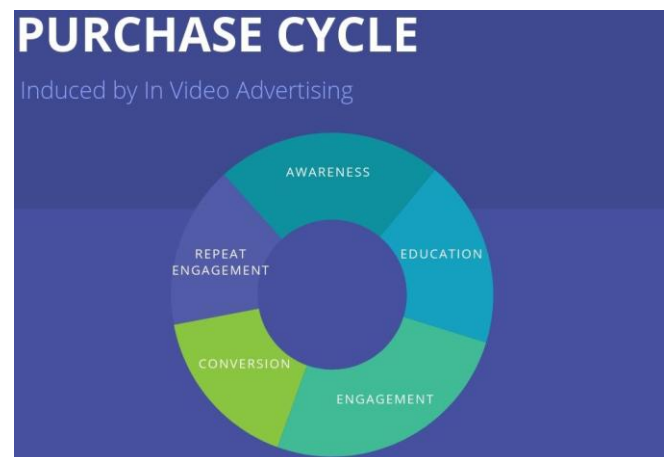 PURCHASE CYCLE
Induced by In Video Advertising
AWARENESS
EDUCATION
ENGAGEMENT
CONVERSION
REPEAT
ENGAGEMENT